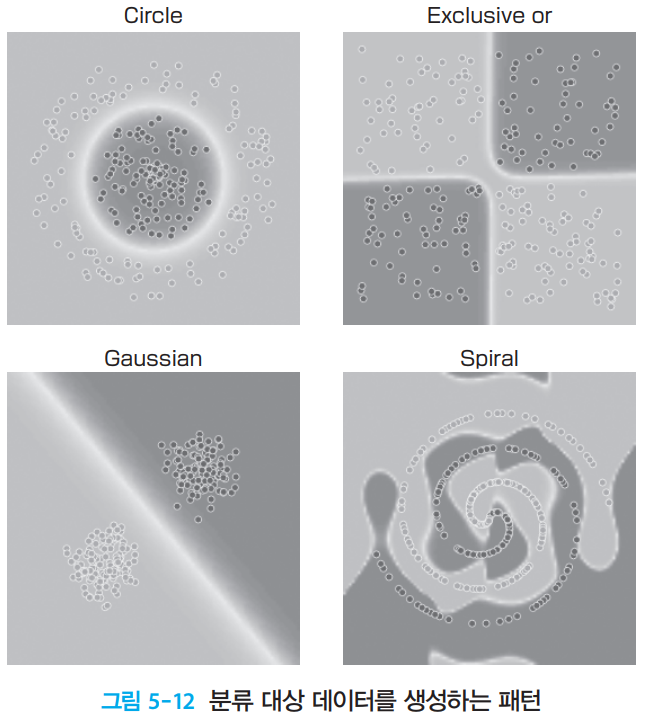 Circle
Exclusive or
Gaussian
Spiral
그림 5-12 분류 대상 데이터를 생성하는 패턴